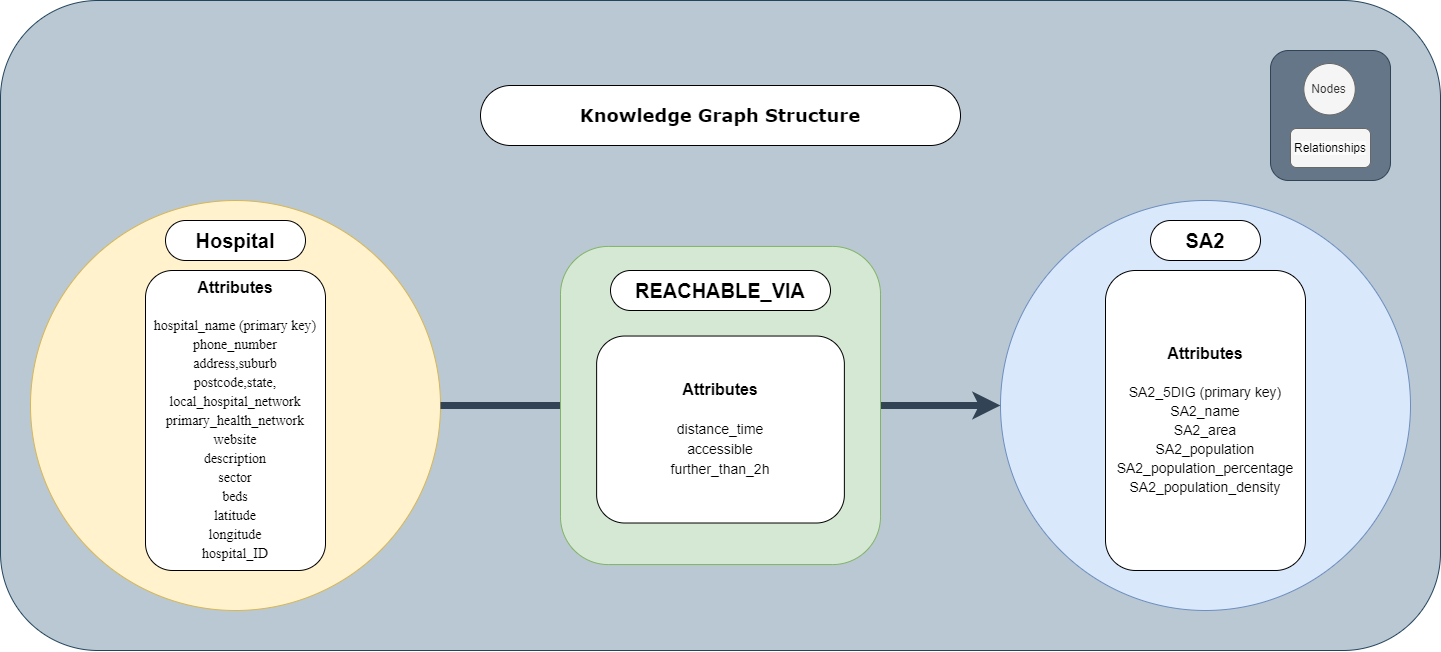 Knowledge Graph Structure
Nodes
Relationships
Hospital
Attributes
hospital_name (primary key)
phone_number
address,suburb
postcode,state,
local_hospital_network
primary_health_network
website
description
sector
beds
latitude
longitude
hospital_ID
REACHABLE_VIA
Attributes
distance_time
accessible
further_than_2h
SA2
Attributes
SA2_5DIG (primary key)
SA2_name
SA2_area
SA2_population
SA2_population_percentage
SA2_population_density